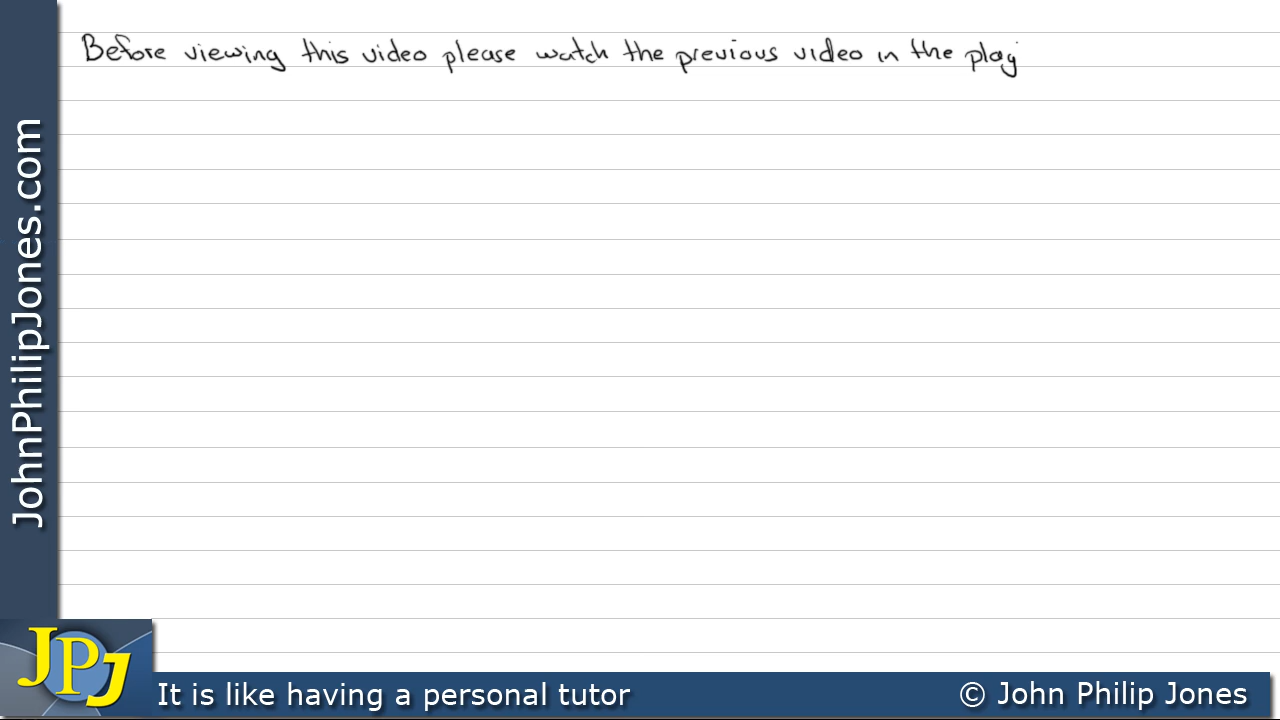 Before viewing this video please watch the previous video in the play
JohnPhilipJones.com
JPJ
It is like having a personal tutor
© John Philip Jones